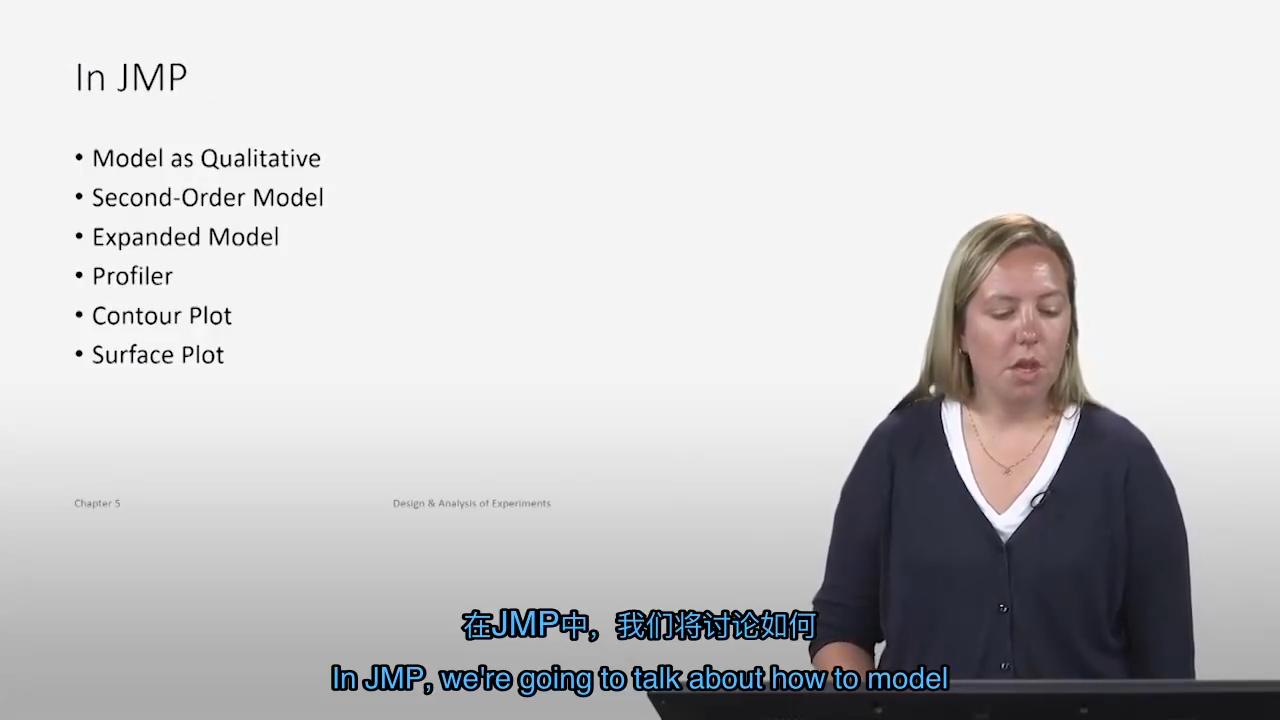 In JMP
• Model as Qualitative
• Second-Order Model
• Expanded Model
• Profiler
• Contour Plot
• Surface Plot
Chapter 5
Design & Analysis of Experiments
在JMP中，我们将讨论如何
In JMP, we're going to talk about how to model